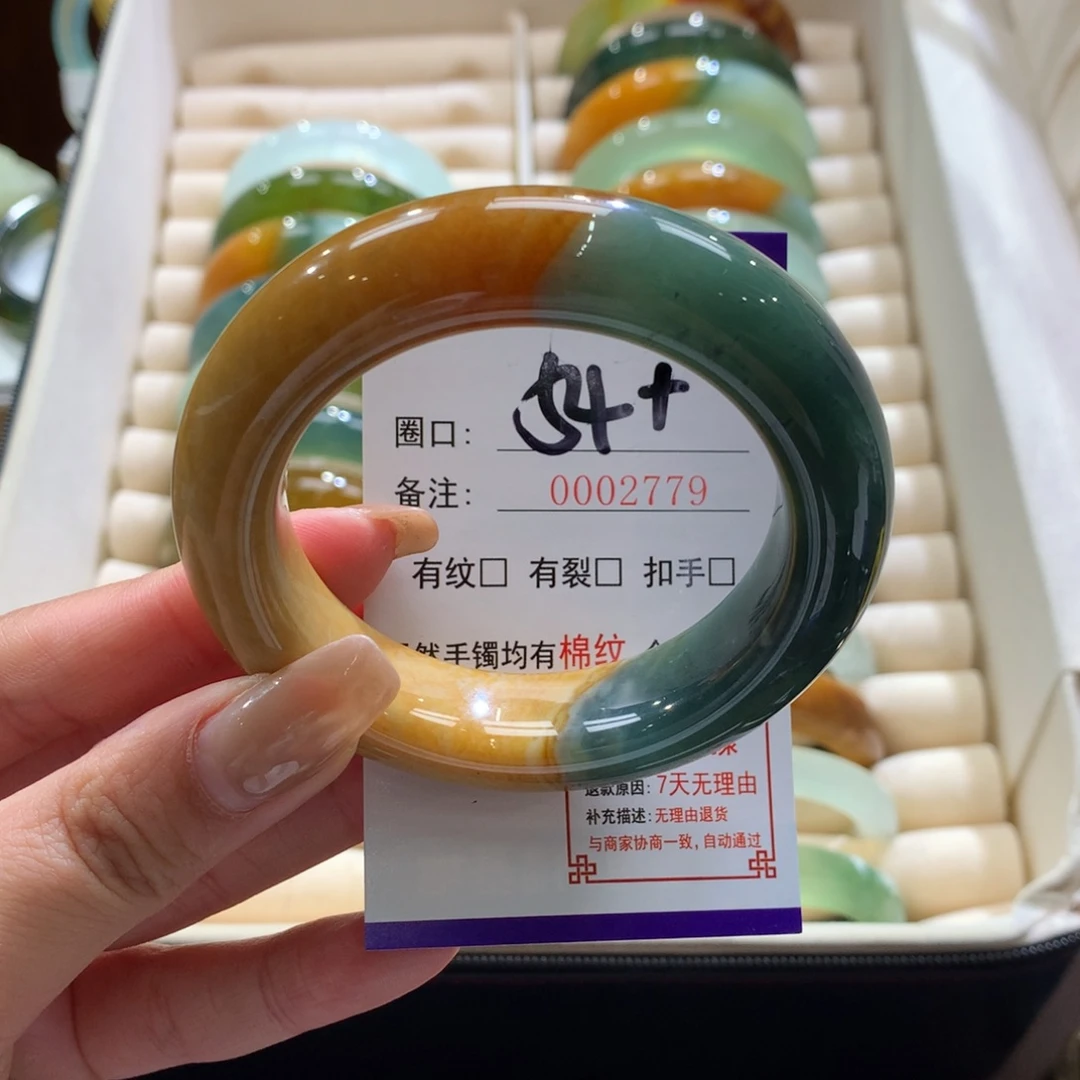 圈口: 54+
备注: 0002779
有纹□ 有裂□ 扣手□
然手镯均有棉纹
退款原因: 7天无理由
补充描述:无理由退货
与商家协商一致,自动通过